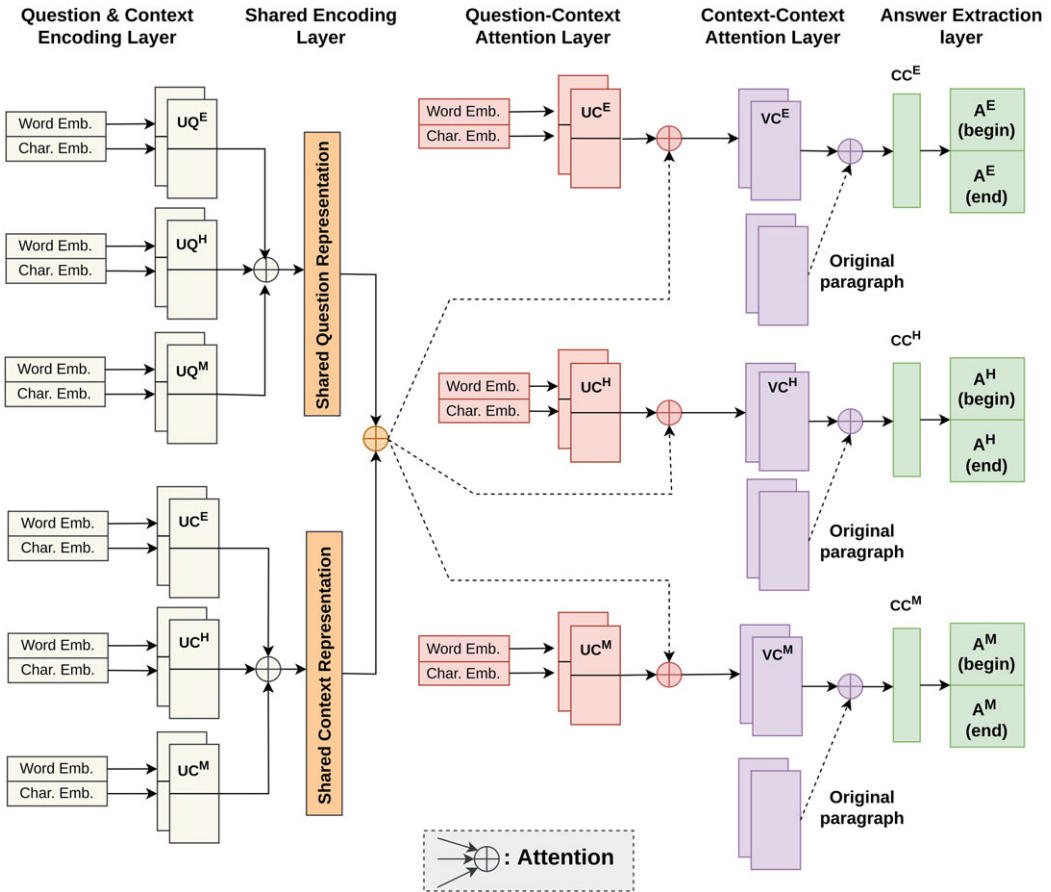 Question & Context
Encoding Layer
Shared Encoding
Layer
Question-Context
Attention Layer
Context-Context
Attention Layer
Answer Extraction
layer
Word Emb.
Char. Emb.
UQ^E
Word Emb.
Char. Emb.
UQ^H
Word Emb.
Char. Emb.
UQ^M
Shared Question Representation
Word Emb.
Char. Emb.
UC^E
Word Emb.
Char. Emb.
UC^H
Word Emb.
Char. Emb.
UC^M
Shared Context Representation
Word Emb.
Char. Emb.
UC^E
VC^E
Original
paragraph
CC^E
A^E
(begin)
A^E
(end)
Word Emb.
Char. Emb.
UC^H
VC^H
Original
paragraph
CC^H
A^H
(begin)
A^H
(end)
Word Emb.
Char. Emb.
UC^M
VC^M
Original
paragraph
CC^M
A^M
(begin)
A^M
(end)
: Attention